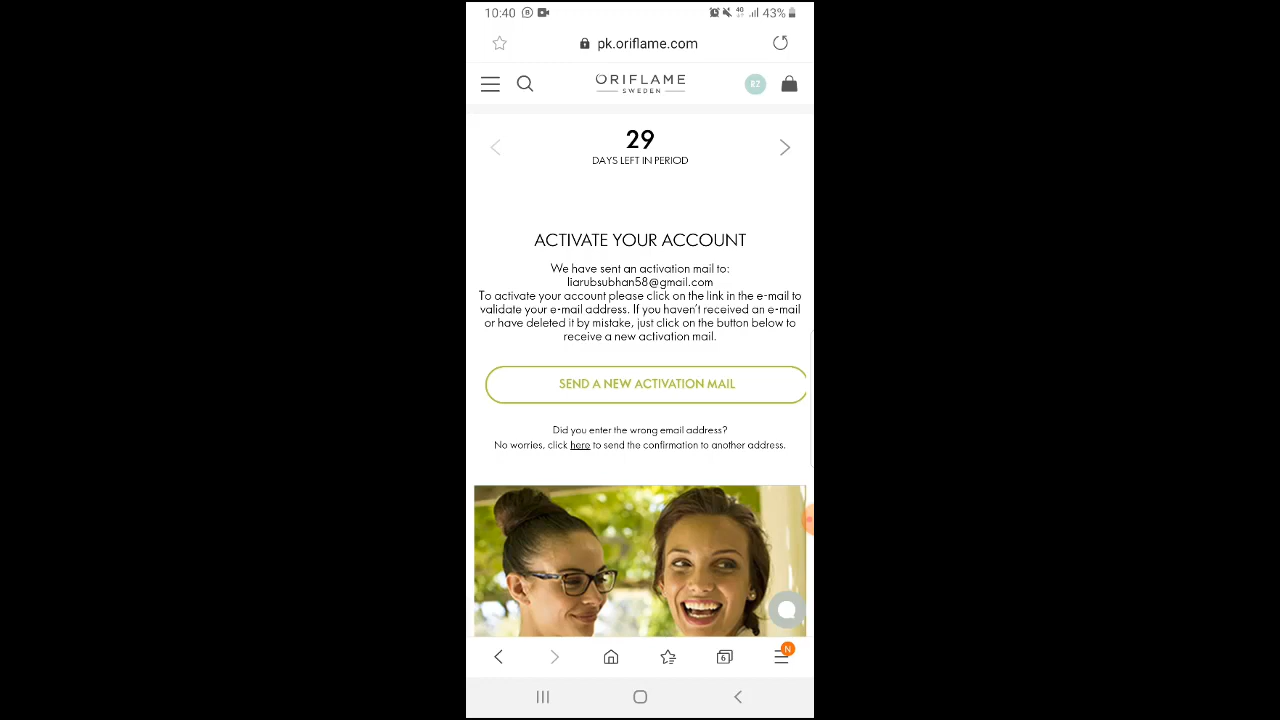 10:40
4G 43%
pk.oriflame.com
ORIFLAME
SWEDEN
RZ
29
DAYS LEFT IN PERIOD
ACTIVATE YOUR ACCOUNT
We have sent an activation mail to:
liarubsubhan58@gmail.com
To activate your account please click on the link in the e-mail to
validate your e-mail address. If you haven't received an e-mail
or have deleted it by mistake, just click on the button below to
receive a new activation mail.
SEND A NEW ACTIVATION MAIL
Did you enter the wrong email address?
No worries, click here to send the confirmation to another address.
6
N